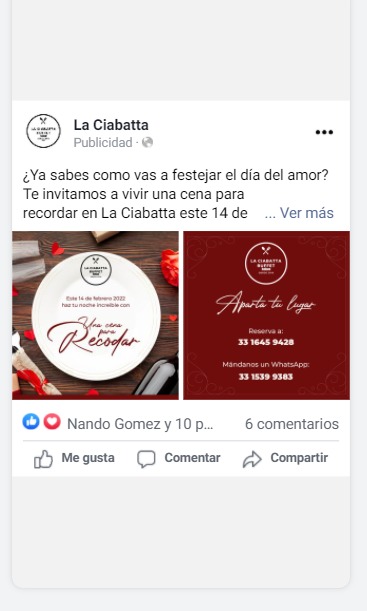 La Ciabatta
Publicidad ·
¿Ya sabes como vas a festejar el día del amor?
Te invitamos a vivir una cena para
recordar en La Ciabatta este 14 de ... Ver más
LA CIABATTA
BUFFET
Este 14 de febrero 2022
haz tu noche increíble con
Una cena
para
Recodar
LA CIABATTA
BUFFET
Aparta tu lugar
Reserva a:
33 1645 9428
Mándanos un WhatsApp:
33 1539 9383
Nando Gomez y 10 p... 6 comentarios
Me gusta Comentar Compartir